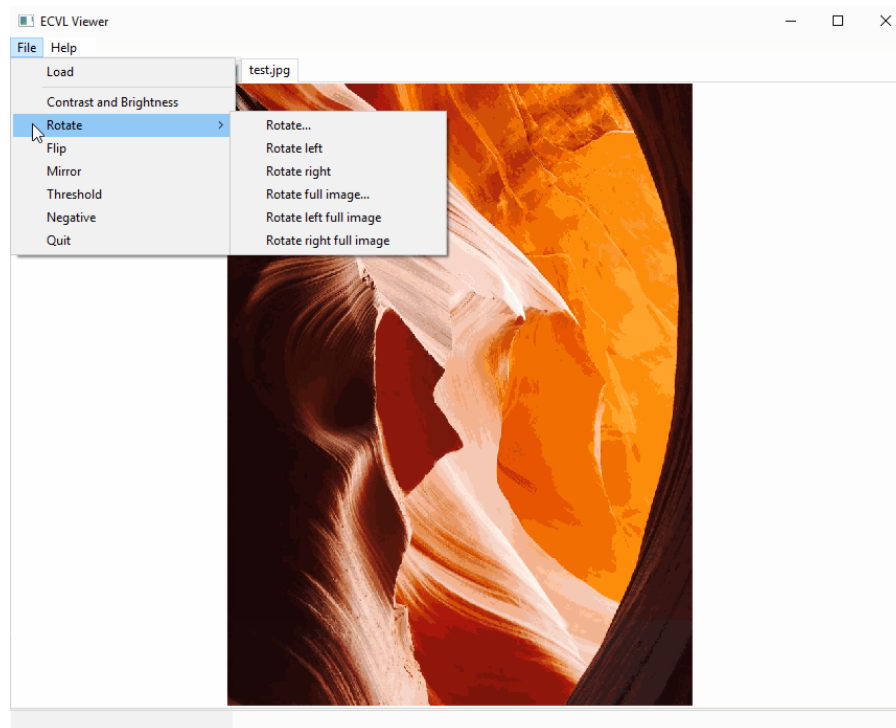 ECVL Viewer
File Help
test.jpg
Load
Contrast and Brightness
Rotate
Flip
Mirror
Threshold
Negative
Quit
Rotate...
Rotate left
Rotate right
Rotate full image...
Rotate left full image
Rotate right full image